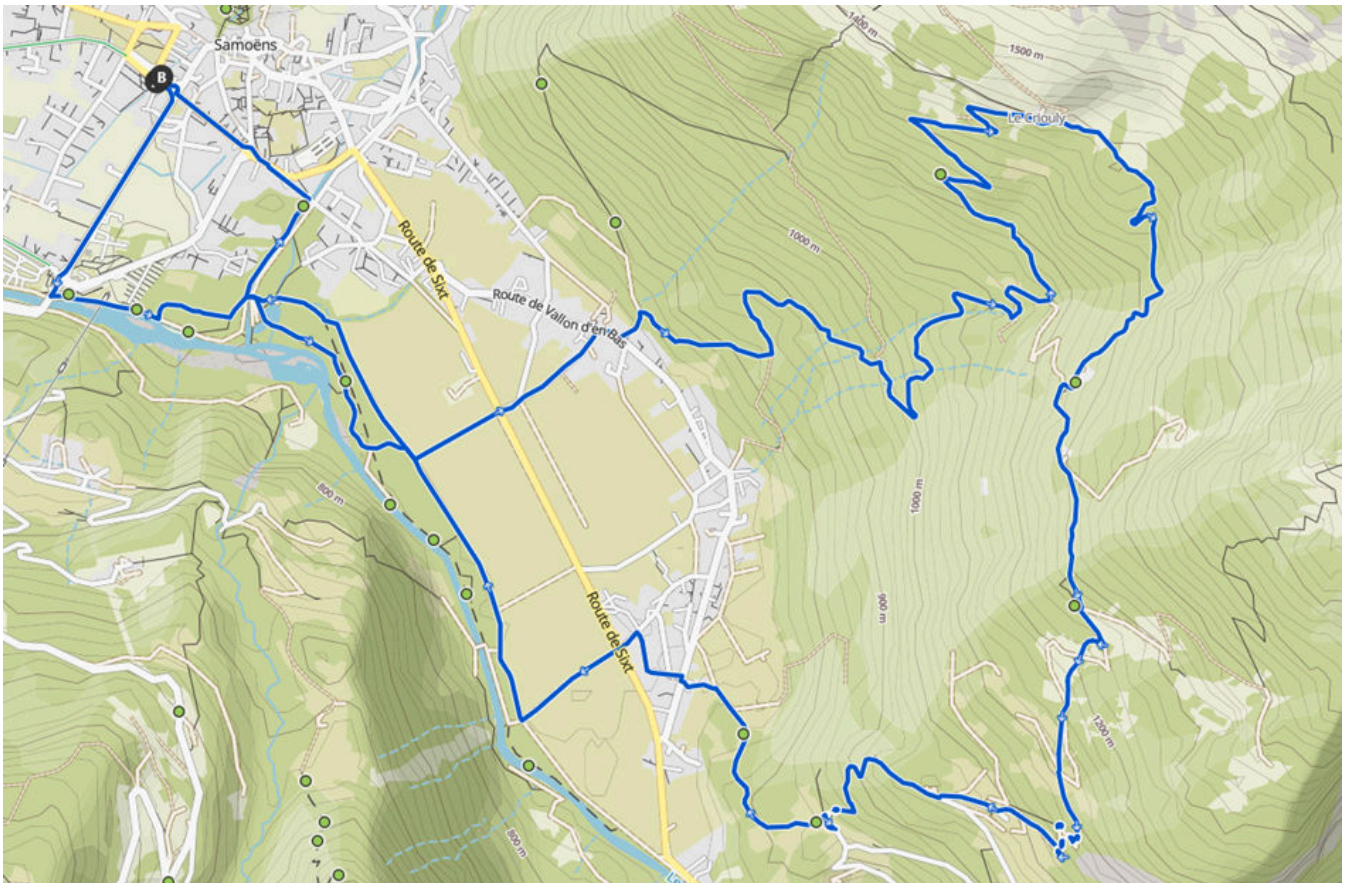 1400 m
1500 m
Samoëns
B
Le Criouly
1000 m
Route de Sixt
Route de Vallon d'en Bas
800 m
1000 m
900 m
Route de Sixt
1200 m
800 m